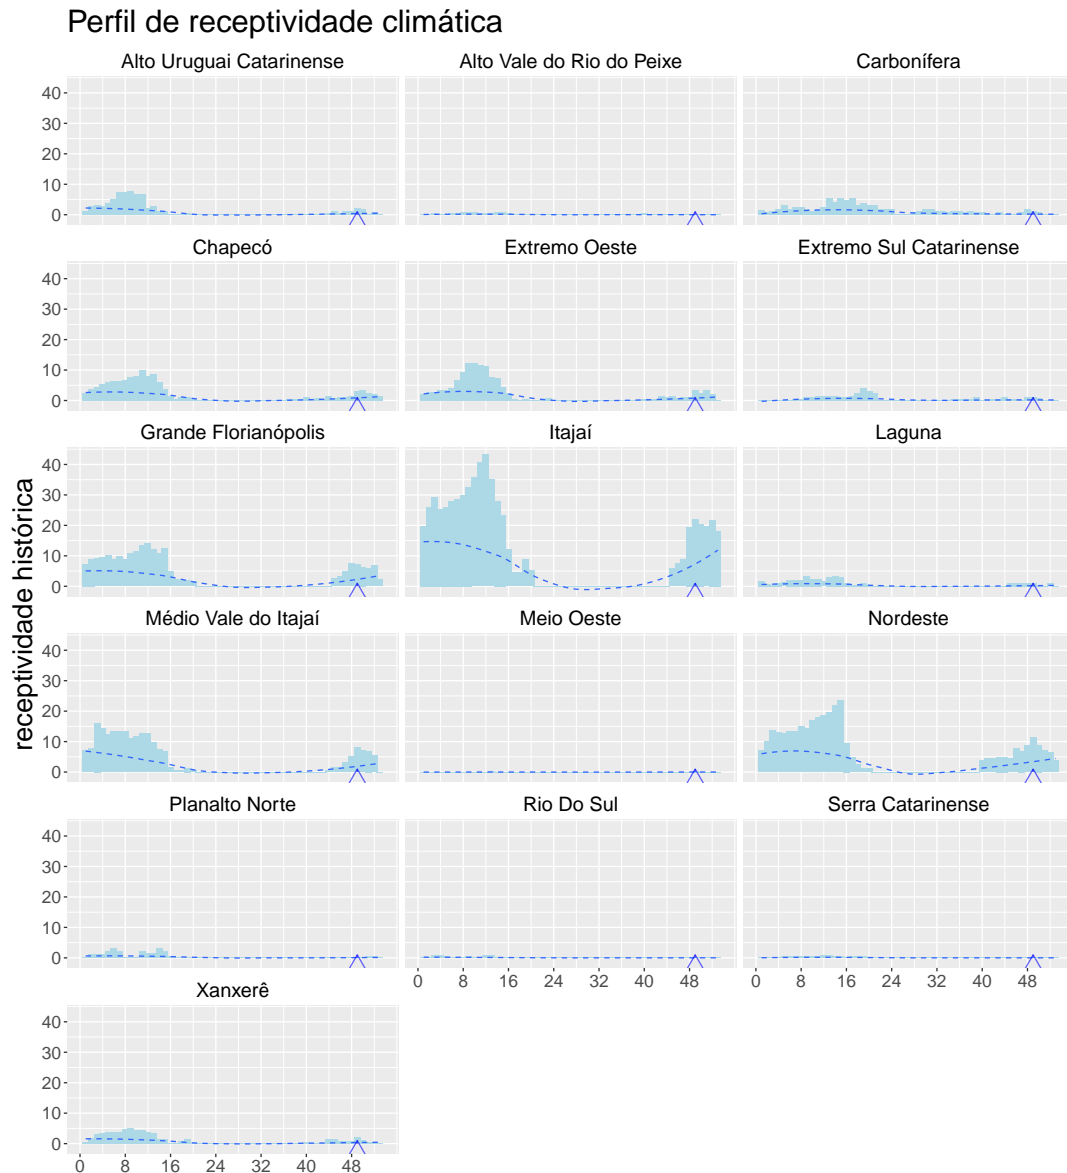 Perfil de receptividade climática
Alto Uruguai Catarinense
Alto Vale do Rio do Peixe
Carbonífera
40
30
20
10
0
Chapecó
Extremo Oeste
Extremo Sul Catarinense
40
30
20
10
0
Grande Florianópolis
Itajaí
Laguna
40
30
20
10
0
receptividade histórica
Médio Vale do Itajaí
Meio Oeste
Nordeste
40
30
20
10
0
Planalto Norte
Rio Do Sul
Serra Catarinense
40
30
20
10
0
0 8 16 24 32 40 48
0 8 16 24 32 40 48
Xanxerê
40
30
20
10
0
0 8 16 24 32 40 48